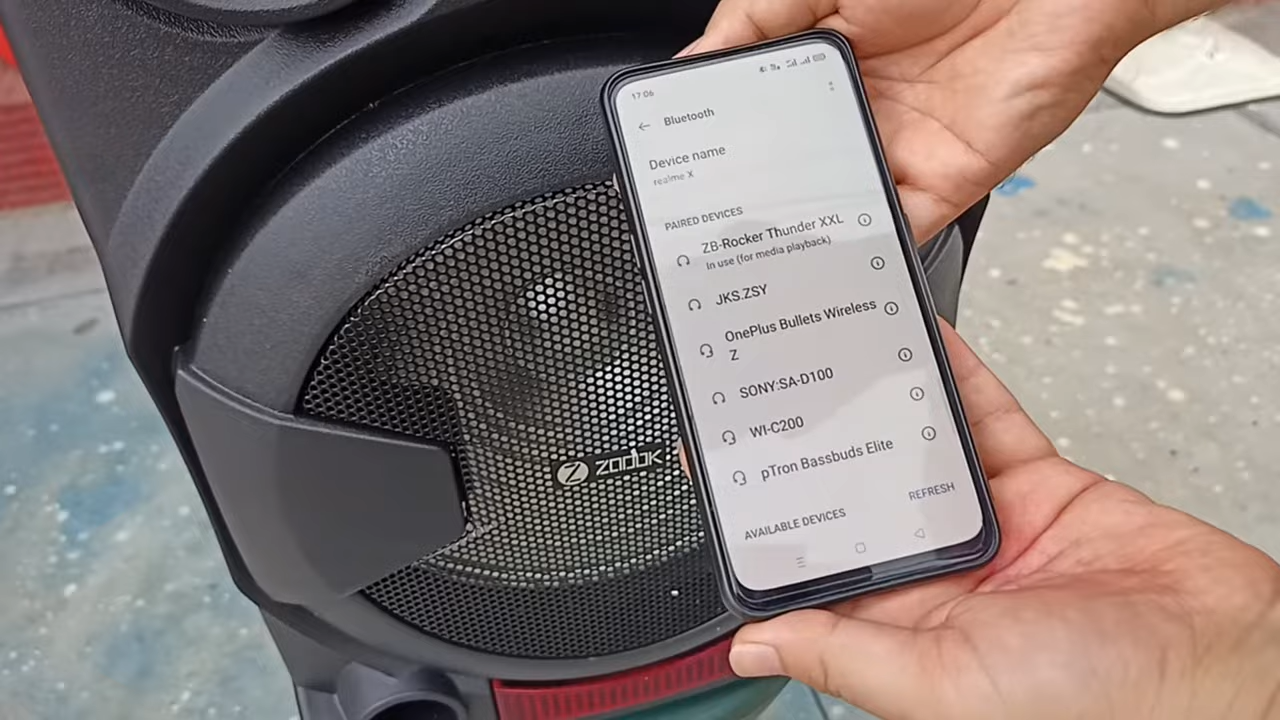 17:06
Bluetooth
Device name
realme X
PAIRED DEVICES
ZB-Rocker Thunder XXL
In use (for media playback)
JKS.ZSY
OnePlus Bullets Wireless
Z
SONY:SA-D100
WI-C200
pTron Bassbuds Elite
AVAILABLE DEVICES
REFRESH
ZOOOK